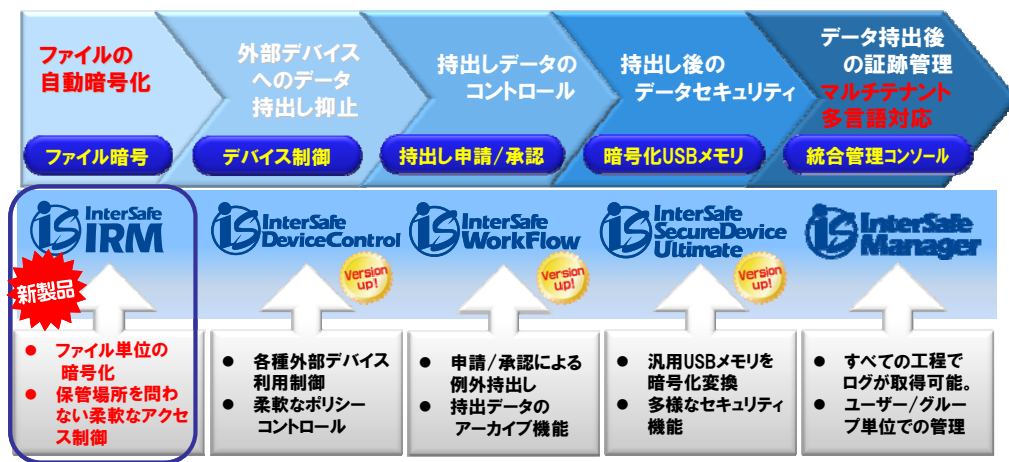 ファイルの
自動暗号化
ファイル暗号
外部デバイス
へのデータ
持出し抑止
デバイス制御
持出しデータの
コントロール
持出し申請/承認
持出し後の
データセキュリティ
暗号化USBメモリ
データ持出後
の証跡管理
マルチテナント
多言語対応
統合管理コンソール
iS InterSafe
IRM
iS InterSafe
DeviceControl
iS InterSafe
WorkFlow
iS InterSafe
SecureDevice
Ultimate
iS InterSafe
Manager
新製品
Version
up!
Version
up!
Version
up!
● ファイル単位の
暗号化
● 保管場所を問わ
ない柔軟なアクセ
ス制御
● 各種外部デバイス
利用制御
● 柔軟なポリシー
コントロール
● 申請/承認による
例外持出し
● 持出データの
アーカイブ機能
● 汎用USBメモリを
暗号化変換
● 多様なセキュリティ
機能
● すべての工程で
ログが取得可能。
● ユーザー/グルー
プ単位での管理